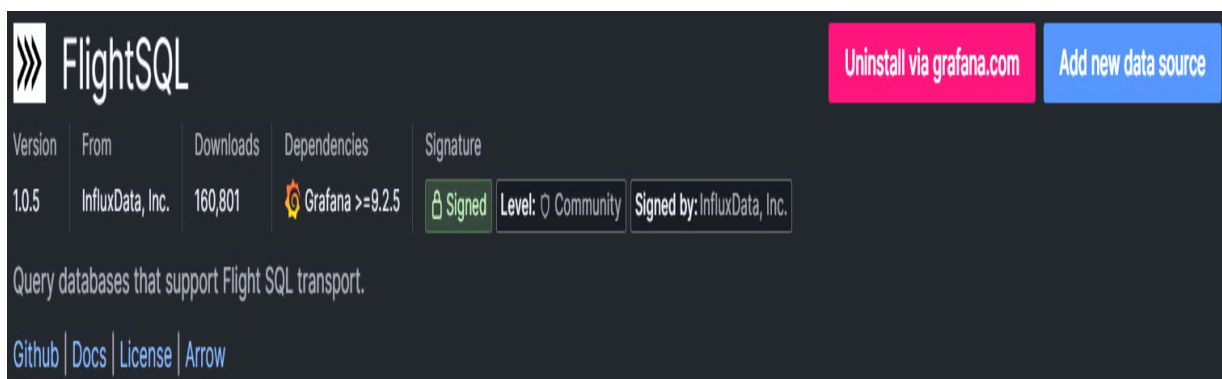 FlightSQL
Uninstall via grafana.com
Add new data source
Version From Downloads Dependencies Signature
1.0.5 InfluxData, Inc. 160,801 Grafana >=9.2.5 Signed Level: Community Signed by: InfluxData, Inc.
Query databases that support Flight SQL transport.
Github | Docs | License | Arrow